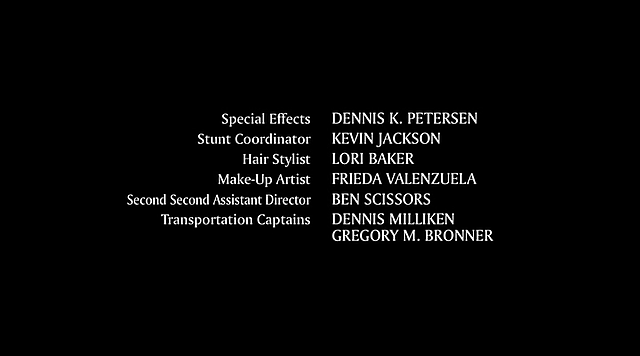 Special Effects DENNIS K. PETERSEN
Stunt Coordinator KEVIN JACKSON
Hair Stylist LORI BAKER
Make-Up Artist FRIEDA VALENZUELA
Second Second Assistant Director BEN SCISSORS
Transportation Captains DENNIS MILLIKEN
GREGORY M. BRONNER